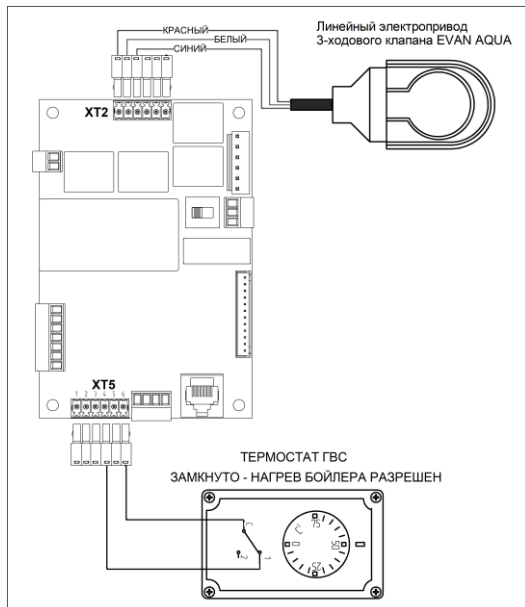 КРАСНЫЙ
БЕЛЫЙ
СИНИЙ
Линейный электропривод
3-ходового клапана EVAN AQUA
XT2
XT5
1 2 3 4 5 6
ТЕРМОСТАТ ГВС
ЗАМКНУТО - НАГРЕВ БОЙЛЕРА РАЗРЕШЕН
C
2 1
75
°C
50
25